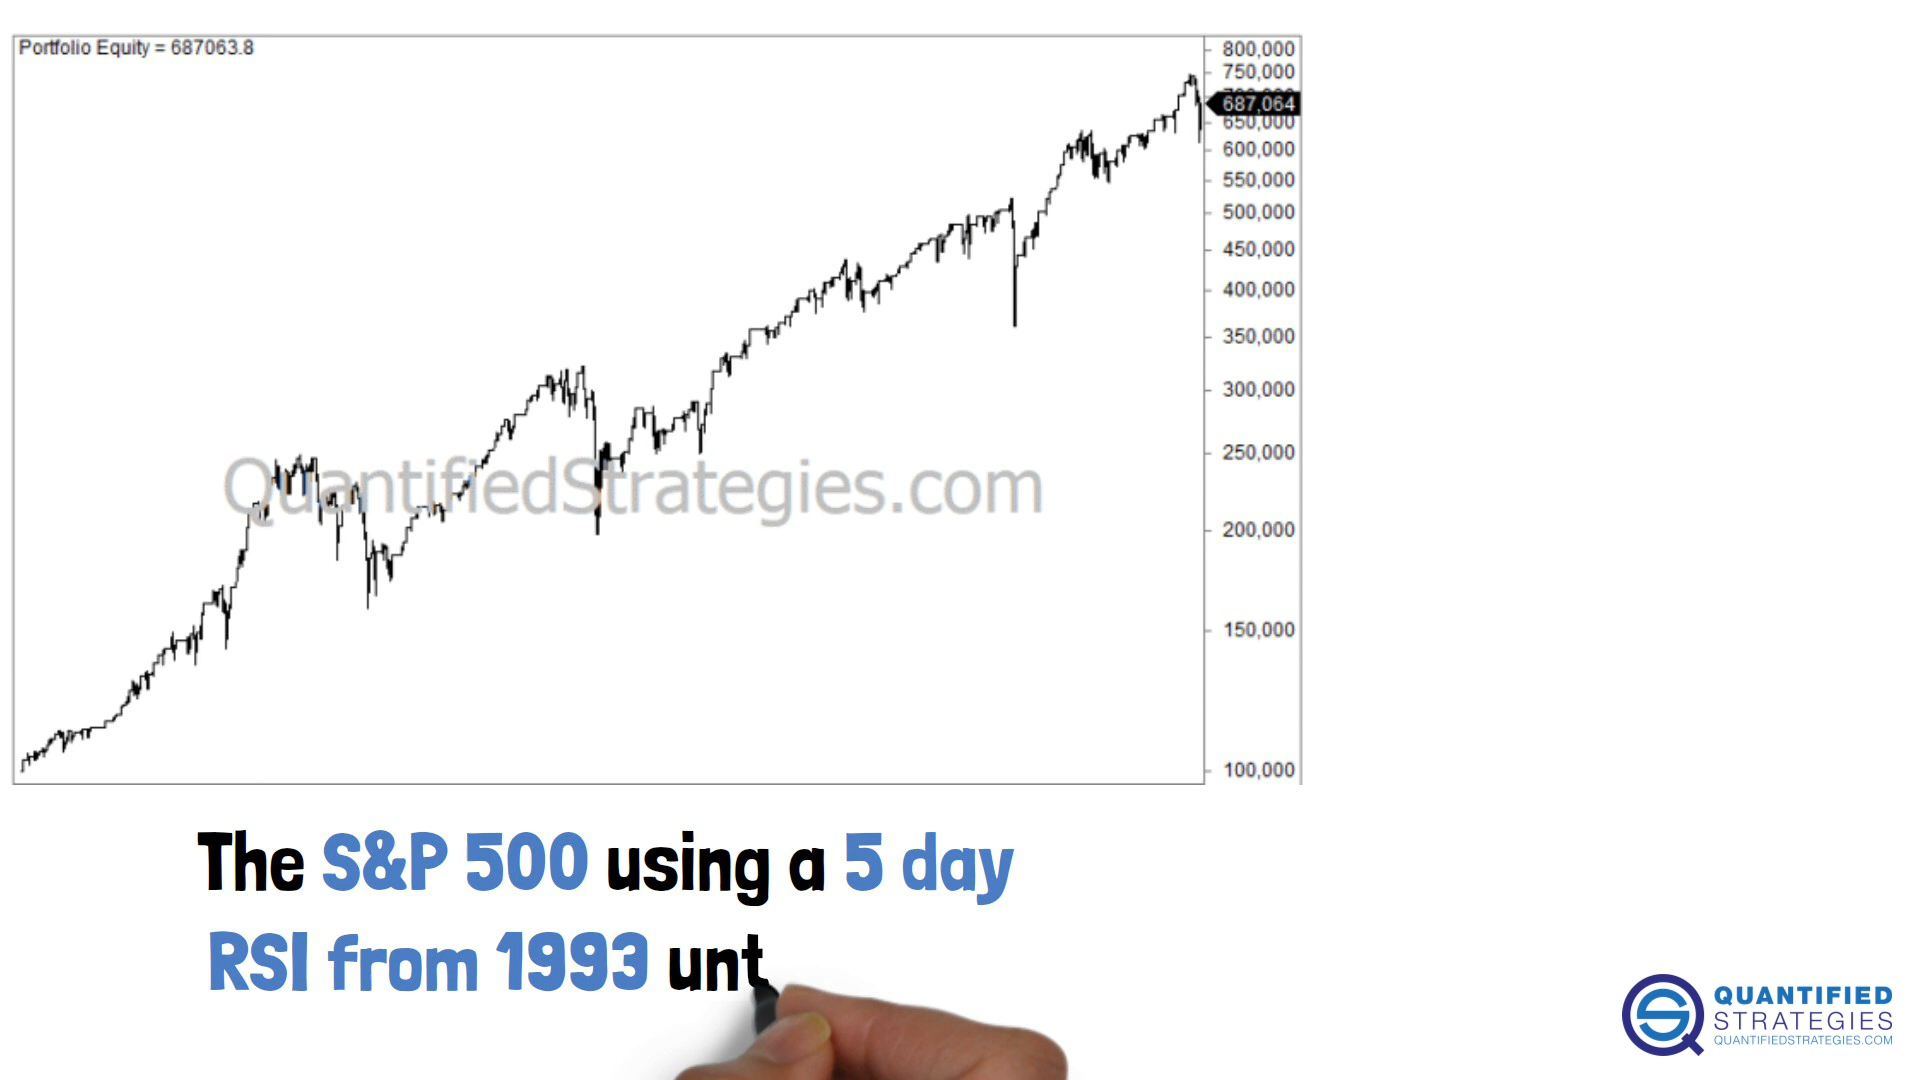 Portfolio Equity = 687063.8
800,000
750,000
687,064
650,000
600,000
550,000
500,000
450,000
400,000
350,000
300,000
250,000
200,000
150,000
100,000
QuantifiedStrategies.com
The S&P 500 using a 5 day
RSI from 1993 unt
QUANTIFIED
STRATEGIES
QUANTIFIEDSTRATEGIES.COM